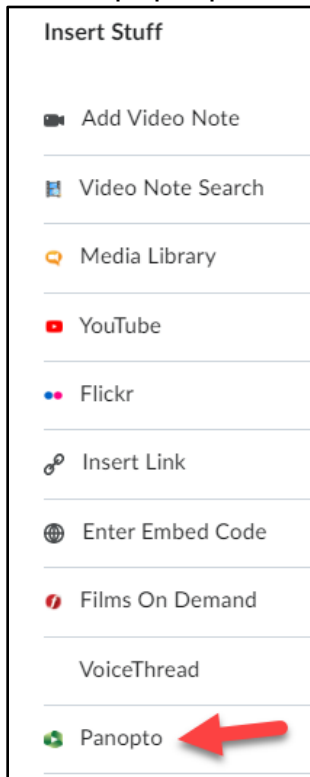 Insert Stuff
Add Video Note
Video Note Search
Media Library
YouTube
Flickr
Insert Link
Enter Embed Code
Films On Demand
VoiceThread
Panopto